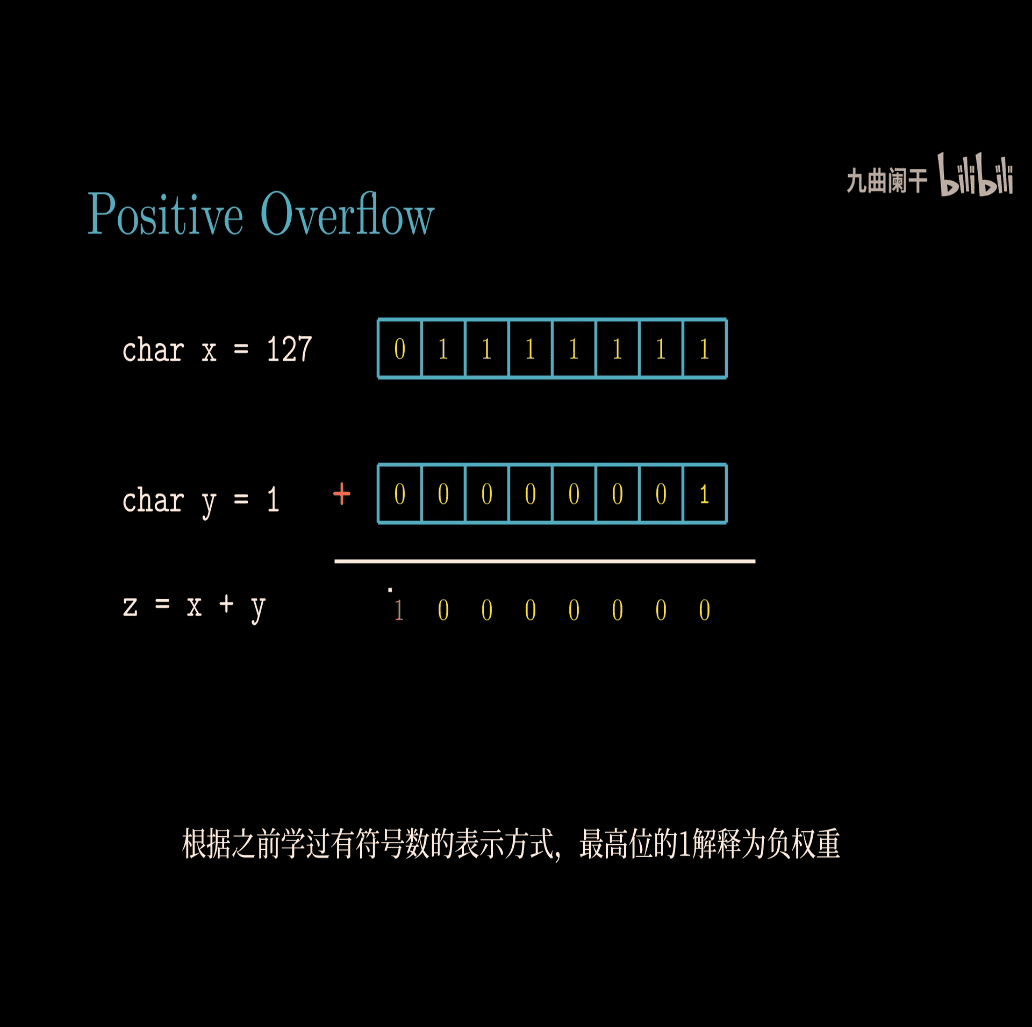 九曲阑干 bilibili
Positive Overflow
char x = 127 0 1 1 1 1 1 1 1
char y = 1 + 0 0 0 0 0 0 0 1
z = x + y 1 0 0 0 0 0 0 0
根据之前学过有符号数的表示方式，最高位的1解释为负权重